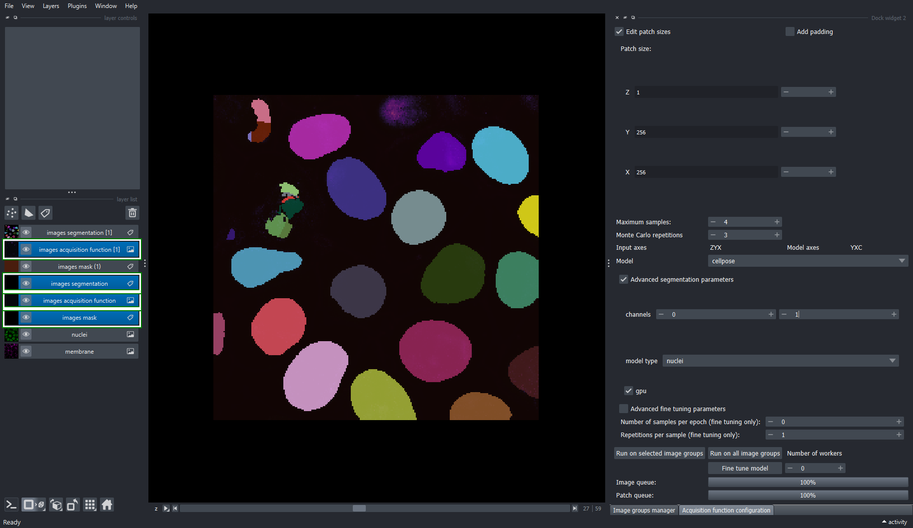 File View Layers Plugins Window Help
layer controls
Dock widget 2
Edit patch sizes
Add padding
Patch size:
Z 1
Y 256
X 256
layer list
images segmentation [1]
images acquisition function [1]
images mask (1)
images segmentation
images acquisition function
images mask
nuclei
membrane
Maximum samples: 4
Monte Carlo repetitions 3
Input axes ZYX Model axes YXC
Model cellpose
Advanced segmentation parameters
channels 0 1
model type nuclei
gpu
Advanced fine tuning parameters
Number of samples per epoch (fine tuning only): 0
Repetitions per sample (fine tuning only): 1
Run on selected image groups Run on all image groups Number of workers
Fine tune model 0
Image queue: 100%
Patch queue: 100%
z 27 59
Image groups manager Acquisition function configuration
Ready
activity